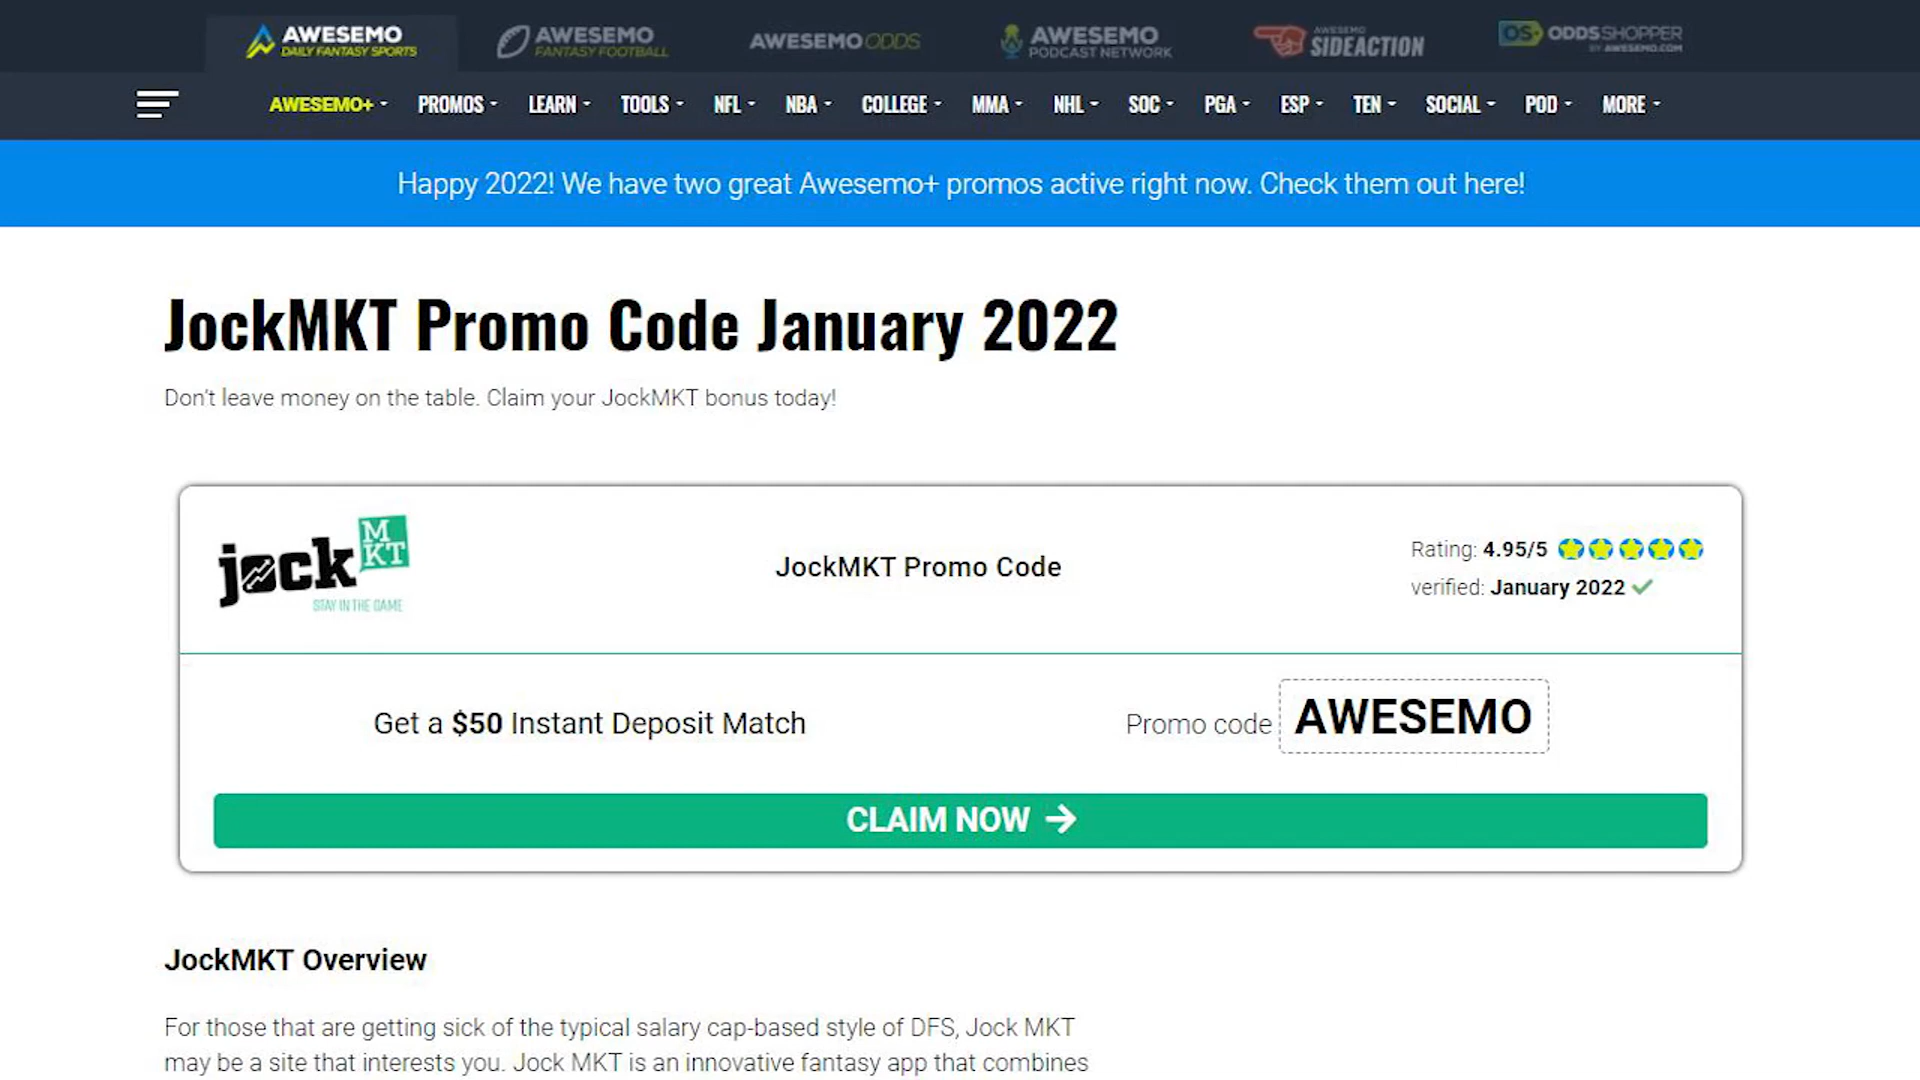 AWESEMO
DAILY FANTASY SPORTS
AWESEMO
FANTASY FOOTBALL
AWESEMO ODDS
AWESEMO
PODCAST NETWORK
AWESEMO
SIDEACTION
OS ODDSSHOPPER
BY AWESEMO.COM
AWESEMO+ PROMOS LEARN TOOLS NFL NBA COLLEGE MMA NHL SOC PGA ESP TEN SOCIAL POD MORE
Happy 2022! We have two great Awesemo+ promos active right now. Check them out here!
JockMKT Promo Code January 2022
Don't leave money on the table. Claim your JockMKT bonus today!
jock MKT
STAY IN THE GAME
JockMKT Promo Code
Rating: 4.95/5
verified: January 2022
Get a $50 Instant Deposit Match
Promo code AWESEMO
CLAIM NOW
JockMKT Overview
For those that are getting sick of the typical salary cap-based style of DFS, Jock MKT
may be a site that interests you. Jock MKT is an innovative fantasy app that combines